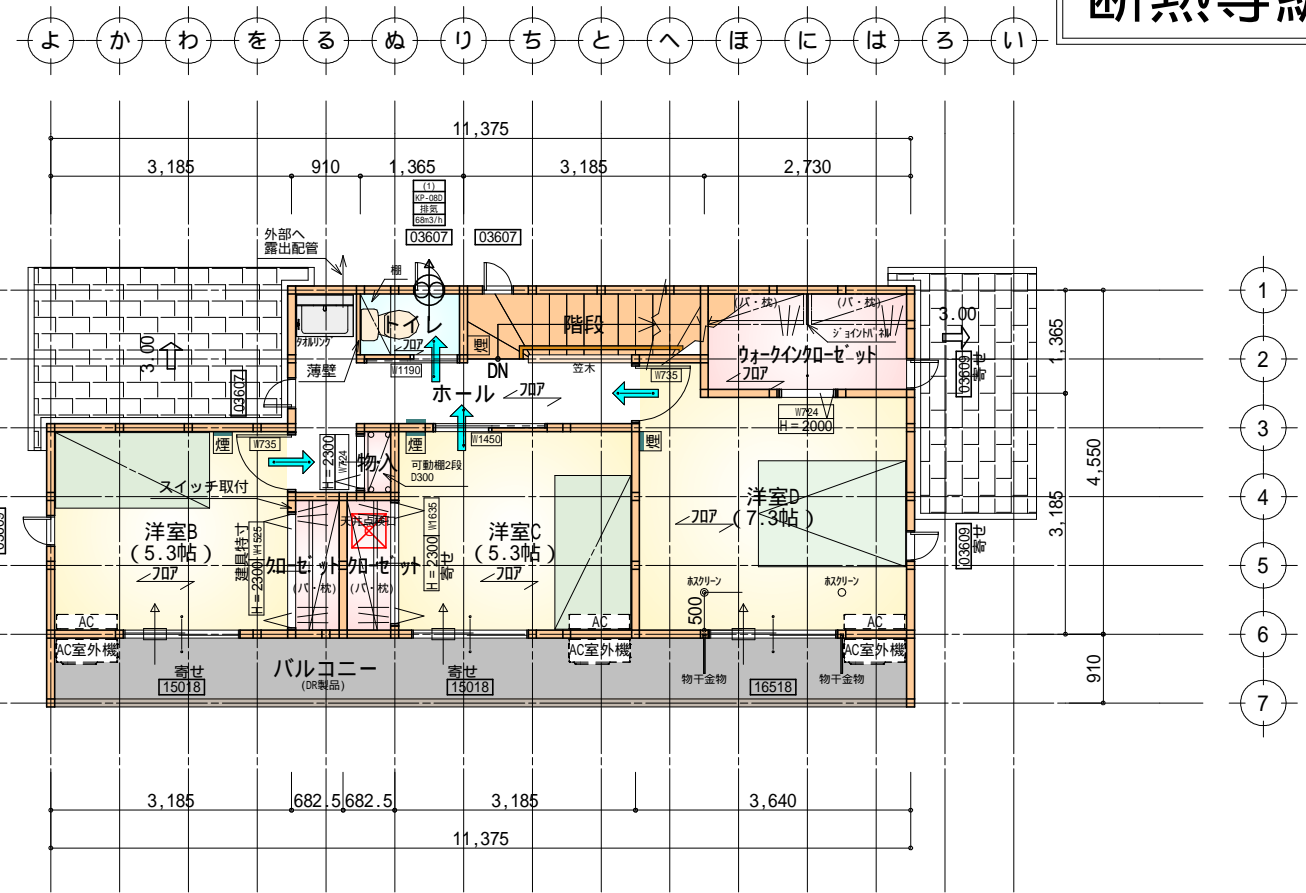 断熱等級
よ か わ を る ぬ り ち と へ ほ に は ろ い
11,375
3,185 910 1,365 3,185 2,730
(1)
KP-08D
排気
68m3/h
03607 03607
外部へ
露出配管
棚
タオルリング
薄壁
トイレ
フロア
W1190
煙
階段
DN
笠木
(パ・枕) (パ・枕)
ジョイントパネル
ウォークインクローゼット
フロア
W735
ホール
フロア
W724
H=2000
3.00
03607
3.00
03609
寄せ
1,365
4,550
3,185
910
1
2
3
4
5
6
7
煙
W735
スイッチ取付
洋室B
(5.3帖)
フロア
建具特寸
H=2300 W1525
H=2300
W724
物入
可動棚2段
D300
煙
W1450
煙
天井点検口
クローゼット
(パ・枕)
クローゼット
(パ・枕)
H=2300 W1635
寄せ
洋室C
(5.3帖)
フロア
洋室D
(7.3帖)
フロア
03609
寄せ
ホスクリーン
ホスクリーン
500
AC
AC室外機
AC
AC室外機
AC
AC室外機
バルコニー
(DR製品)
寄せ
15018
寄せ
15018
物干金物
16518
物干金物
3,185 682.5 682.5 3,185 3,640
11,375